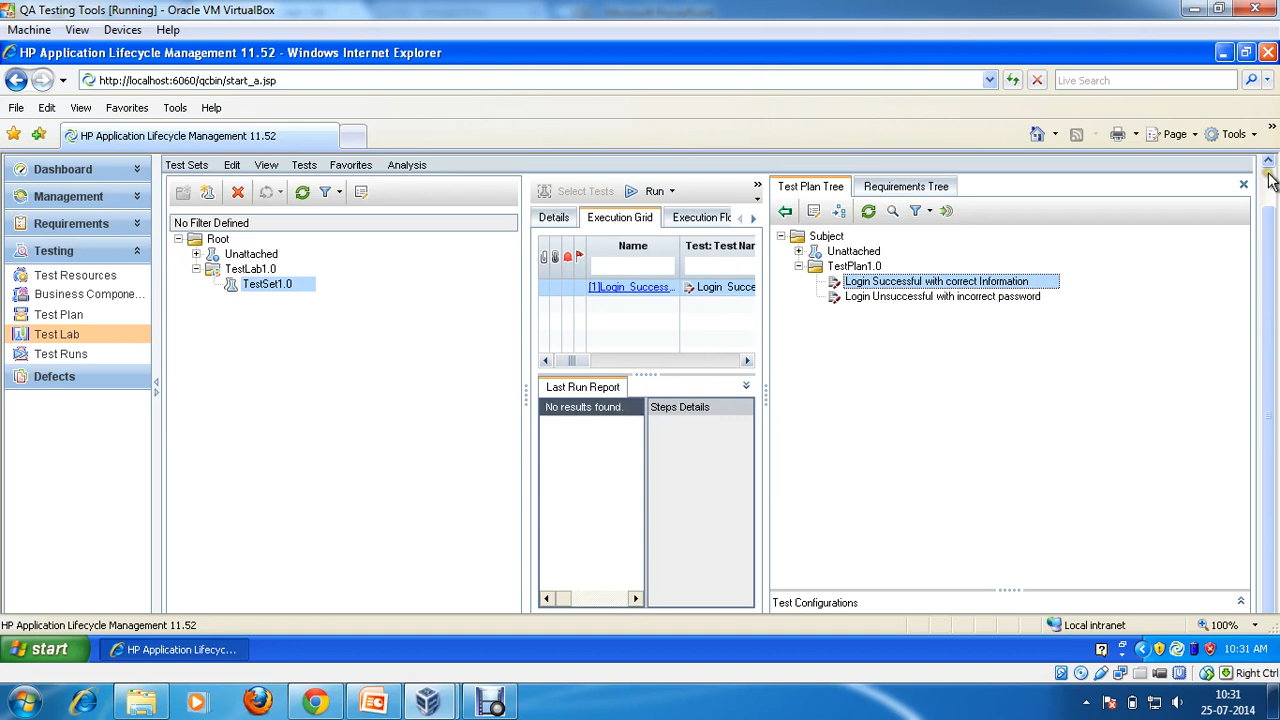 QA Testing Tools [Running] - Oracle VM VirtualBox
Machine View Devices Help
HP Application Lifecycle Management 11.52 - Windows Internet Explorer
http://localhost:6060/qcbin/start_a.jsp
Live Search
File Edit View Favorites Tools Help
HP Application Lifecycle Management 11.52
Page Tools
Dashboard
Management
Requirements
Testing
Test Resources
Business Compone...
Test Plan
Test Lab
Test Runs
Defects
Test Sets Edit View Tests Favorites Analysis
No Filter Defined
Root
Unattached
TestLab1.0
TestSet1.0
Select Tests Run
Details Execution Grid Execution Flo
Name Test: Test Nar
[1]Login Success... Login Succe
Last Run Report
No results found. Steps Details
Test Plan Tree Requirements Tree
Subject
Unattached
TestPlan1.0
Login Successful with correct Information
Login Unsuccessful with incorrect password
Test Configurations
HP Application Lifecycle Management 11.52
Local intranet
100%
start
HP Application Lifecyc...
10:31 AM
Right Ctrl
10:31
25-07-2014